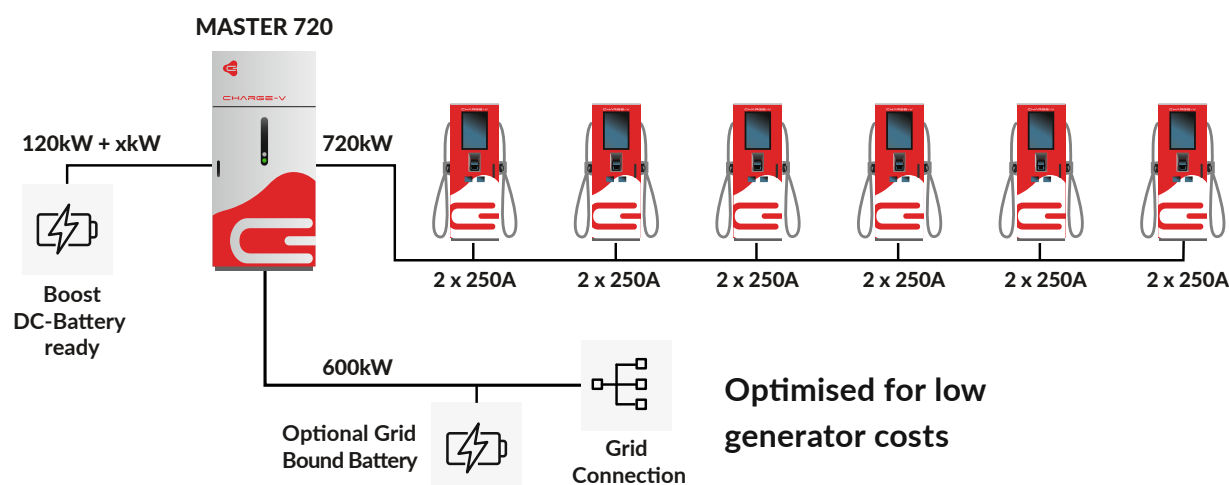 MASTER 720
CHARGE-V
120kW + xkW
720kW
Boost
DC-Battery
ready
2 x 250A
2 x 250A
2 x 250A
2 x 250A
2 x 250A
2 x 250A
600kW
Optional Grid
Bound Battery
Grid
Connection
Optimised for low
generator costs